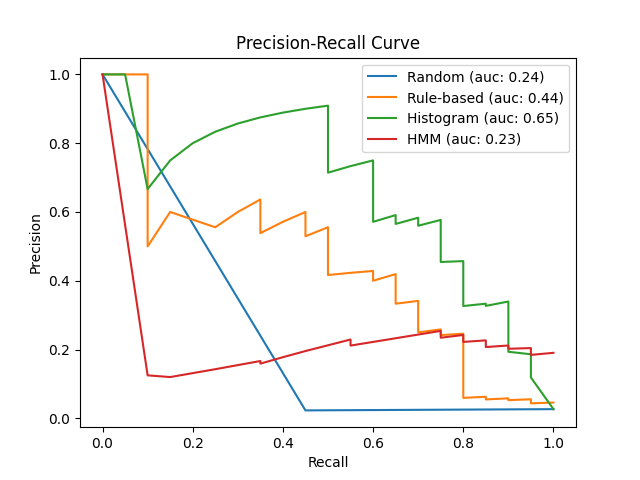 Precision-Recall Curve
Random (auc: 0.24)
Rule-based (auc: 0.44)
Histogram (auc: 0.65)
HMM (auc: 0.23)
Precision
1.0
0.8
0.6
0.4
0.2
0.0
0.0 0.2 0.4 0.6 0.8 1.0
Recall